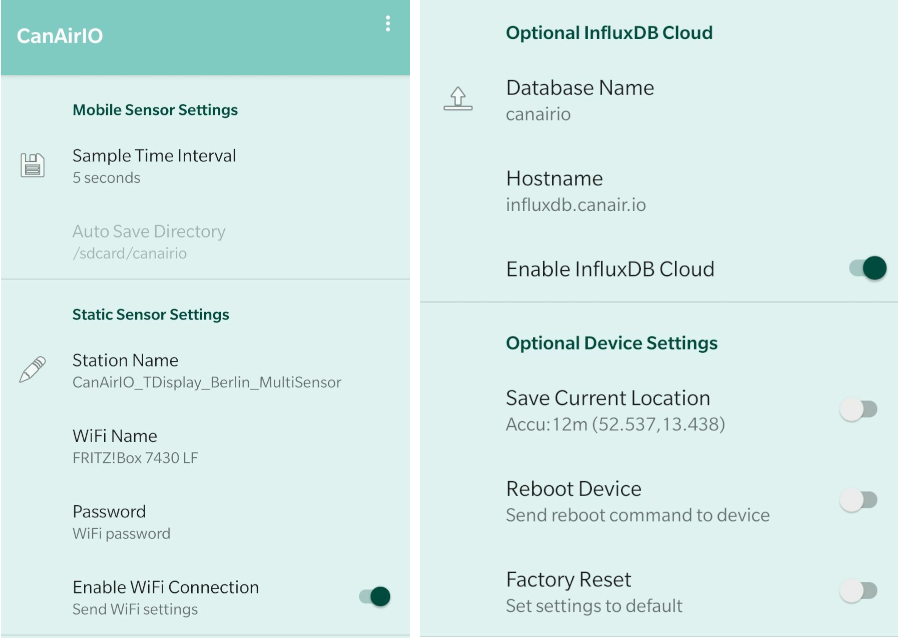 CanAirIO
Mobile Sensor Settings
Sample Time Interval
5 seconds
Auto Save Directory
/sdcard/canairio
Static Sensor Settings
Station Name
CanAirIO_TDisplay_Berlin_MultiSensor
WiFi Name
FRITZ!Box 7430 LF
Password
WiFi password
Enable WiFi Connection
Send WiFi settings
Optional InfluxDB Cloud
Database Name
canairio
Hostname
influxdb.canair.io
Enable InfluxDB Cloud
Optional Device Settings
Save Current Location
Accu:12m (52.537,13.438)
Reboot Device
Send reboot command to device
Factory Reset
Set settings to default